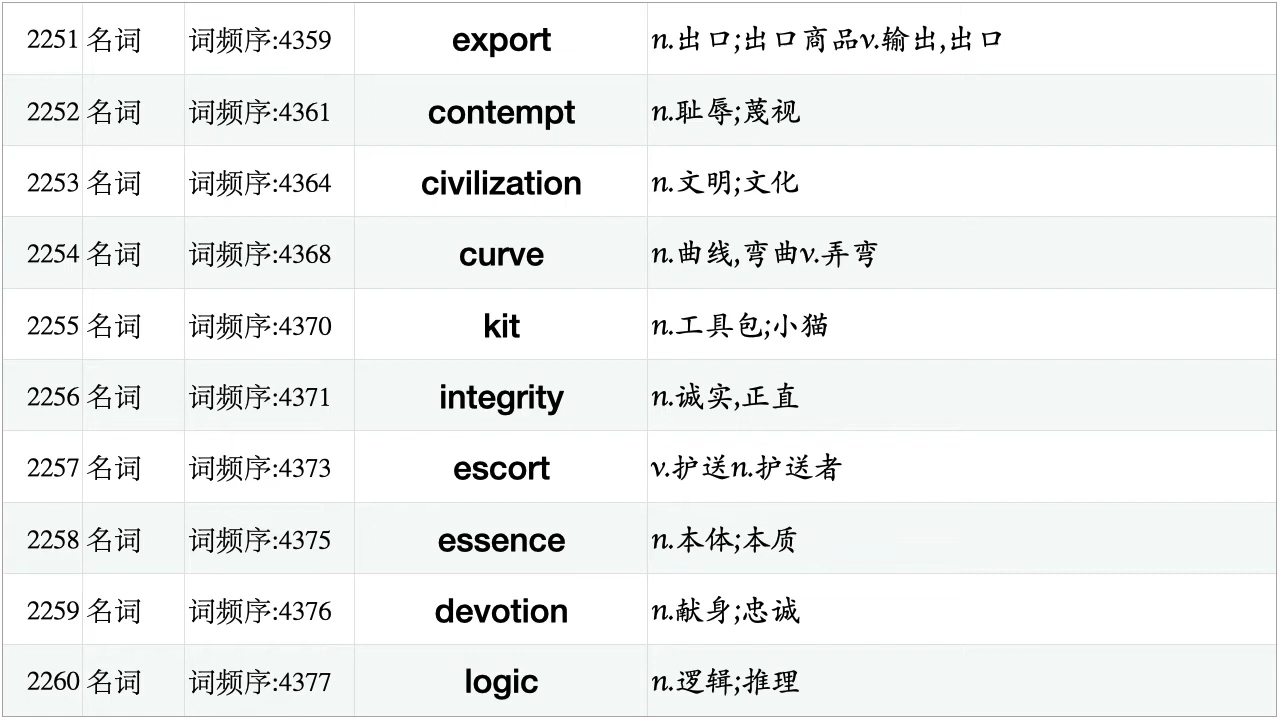 2251 名词 词频序:4359 export n.出口;出口商品v.输出,出口
2252 名词 词频序:4361 contempt n.耻辱;蔑视
2253 名词 词频序:4364 civilization n.文明;文化
2254 名词 词频序:4368 curve n.曲线,弯曲v.弄弯
2255 名词 词频序:4370 kit n.工具包;小猫
2256 名词 词频序:4371 integrity n.诚实,正直
2257 名词 词频序:4373 escort v.护送n.护送者
2258 名词 词频序:4375 essence n.本体;本质
2259 名词 词频序:4376 devotion n.献身;忠诚
2260 名词 词频序:4377 logic n.逻辑;推理